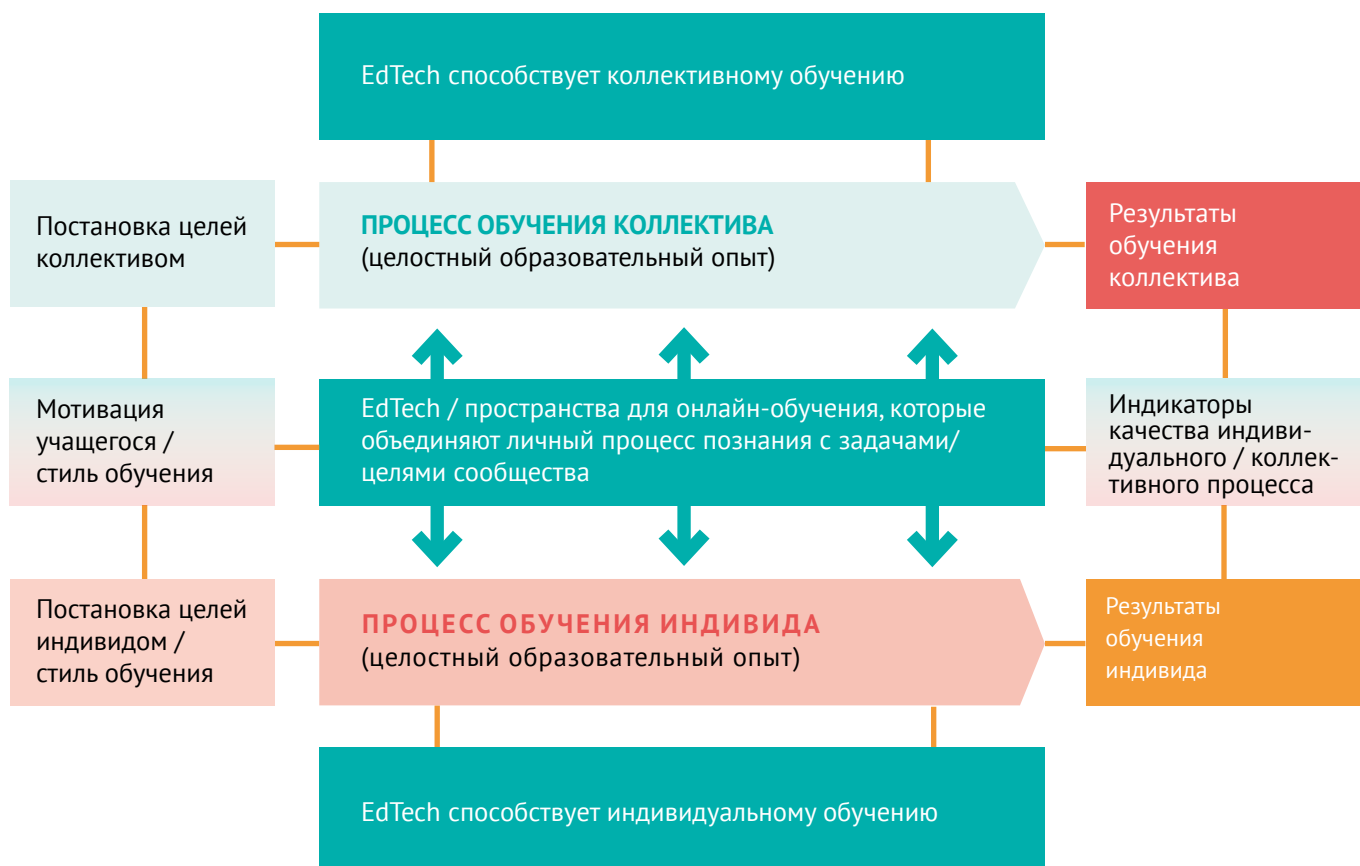 EdTech способствует коллективному обучению
Постановка целей
коллективом
ПРОЦЕСС ОБУЧЕНИЯ КОЛЛЕКТИВА
(целостный образовательный опыт)
Результаты
обучения
коллектива
Мотивация
учащегося /
стиль обучения
EdTech / пространства для онлайн-обучения, которые
объединяют личный процесс познания с задачами/
целями сообщества
Индикаторы
качества индиви-
дуального / коллек-
тивного процесса
Постановка целей
индивидом /
стиль обучения
ПРОЦЕСС ОБУЧЕНИЯ ИНДИВИДА
(целостный образовательный опыт)
Результаты
обучения
индивида
EdTech способствует индивидуальному обучению